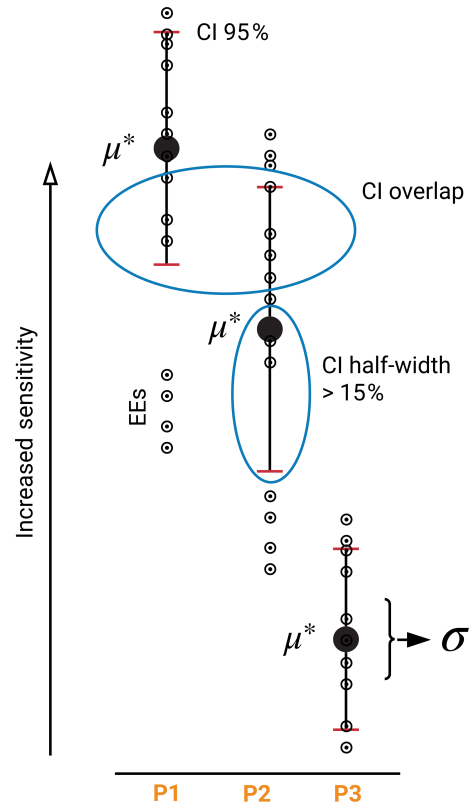 CI 95%
μ*
CI overlap
μ*
CI half-width
> 15%
EEs
Increased sensitivity
μ*
σ
P1 P2 P3